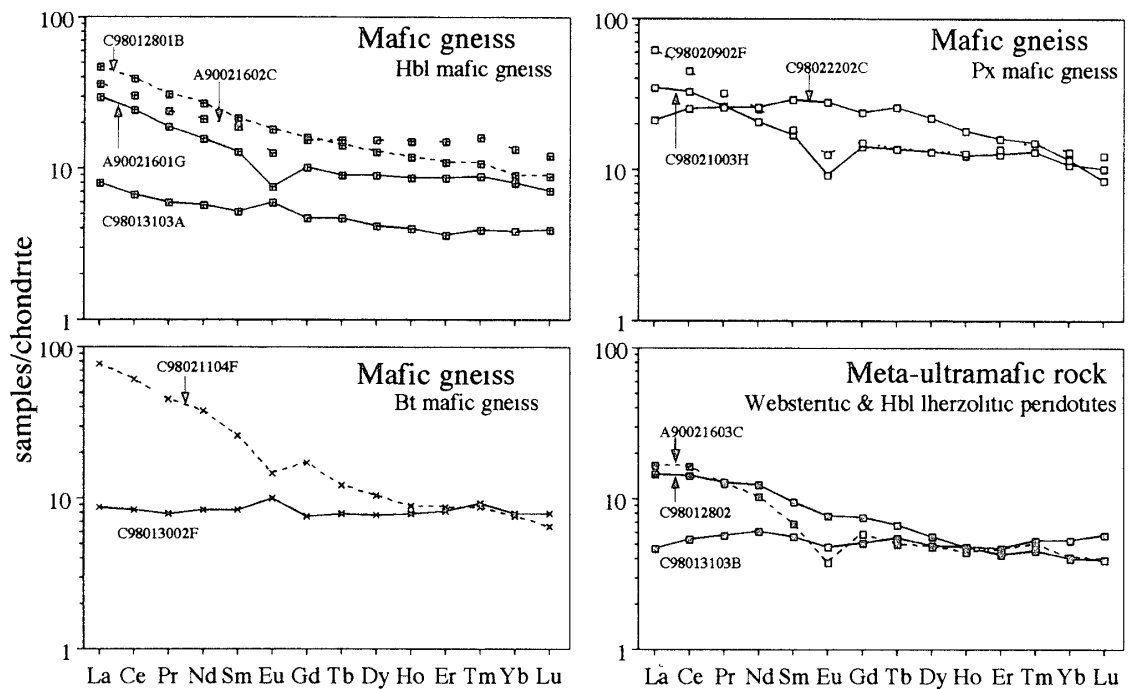 samples/chondrite
100
10
1
Mafic gneiss
Hbl mafic gneiss
C98012801B
A90021602C
A90021601G
C98013103A
100
10
1
Mafic gneiss
Px mafic gneiss
C98020902F
C98022202C
C98021003H
100
10
1
Mafic gneiss
Bt mafic gneiss
C98021104F
C98013002F
La Ce Pr Nd Sm Eu Gd Tb Dy Ho Er Tm Yb Lu
100
10
1
Meta-ultramafic rock
Websteritic & Hbl lherzolitic peridotites
A90021603C
C98012802
C98013103B
La Ce Pr Nd Sm Eu Gd Tb Dy Ho Er Tm Yb Lu